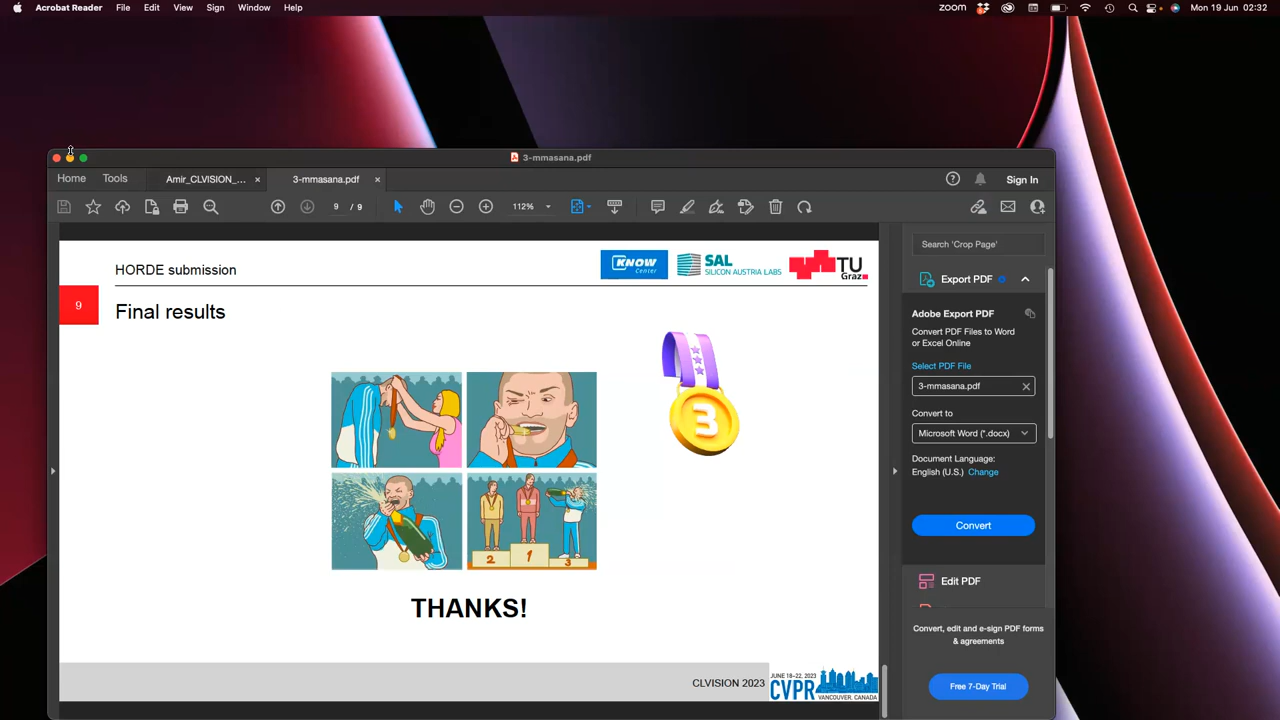 Acrobat Reader File Edit View Sign Window Help
zoom Mon 19 Jun 02:32
3-mmasana.pdf
Home Tools Amir_CLVISION_... 3-mmasana.pdf Sign In
9 / 9 112%
HORDE submission
KNOW Center
SAL SILICON AUSTRIA LABS
TU Graz
9
Final results
3
2 1 3
THANKS!
CLVISION 2023
JUNE 18-22, 2023
CVPR
VANCOUVER, CANADA
Search 'Crop Page'
Export PDF
Adobe Export PDF
Convert PDF Files to Word
or Excel Online
Select PDF File
3-mmasana.pdf
Convert to
Microsoft Word (*.docx)
Document Language:
English (U.S.) Change
Convert
Edit PDF
Convert, edit and e-sign PDF forms
& agreements
Free 7-Day Trial